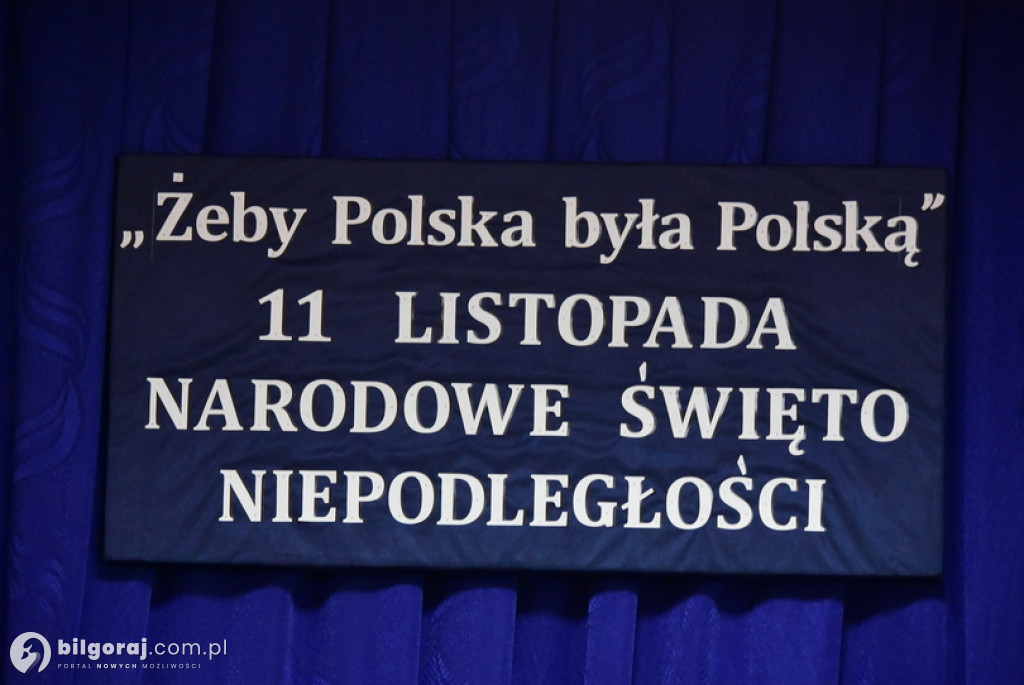 „Żeby Polska była Polską”
11 LISTOPADA
NARODOWE ŚWIĘTO
NIEPODLEGŁOŚCI
bilgoraj.com.pl
PORTAL NOWYCH MOŻLIWOŚCI